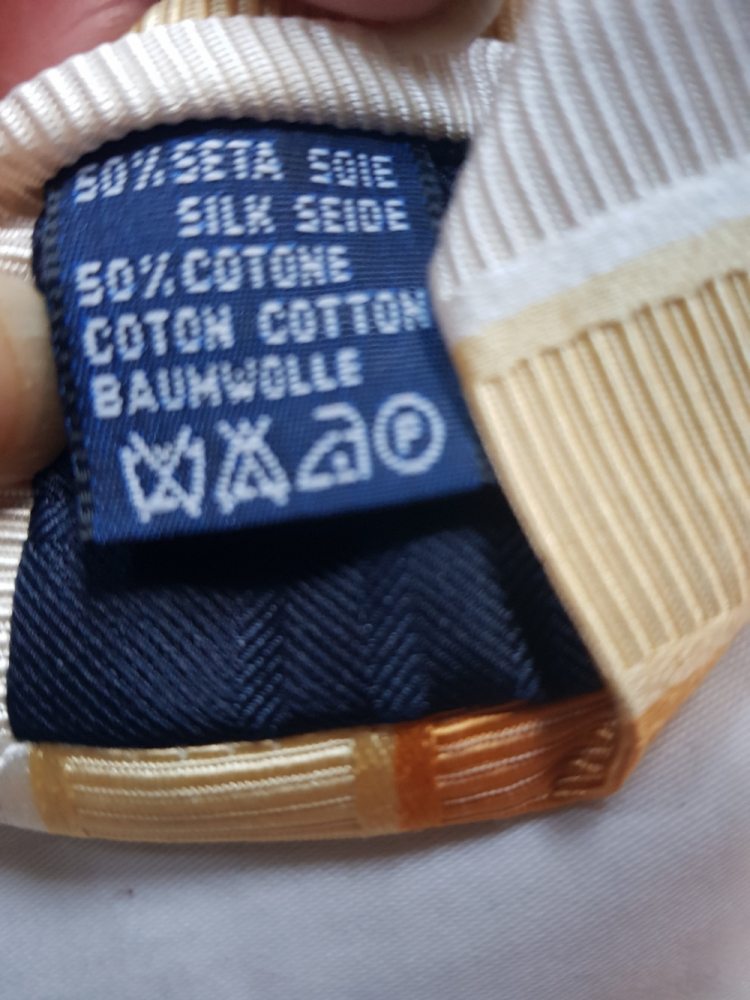 50%SETA SOIE
SILK SEIDE
50%COTONE
COTON COTTON
BAUMWOLLE
P